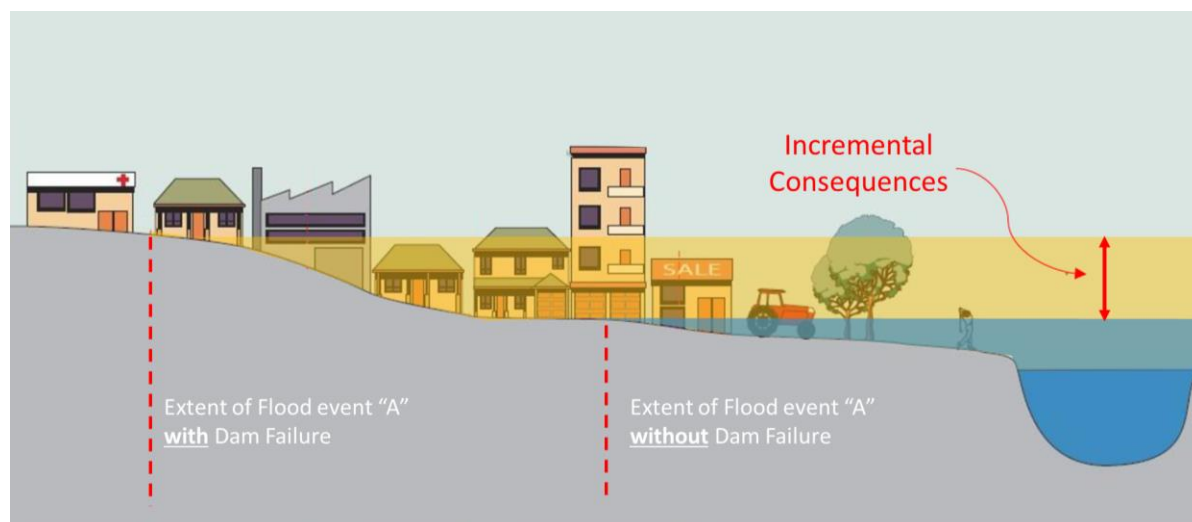 Incremental
Consequences
SALE
Extent of Flood event “A”
with Dam Failure
Extent of Flood event “A”
without Dam Failure